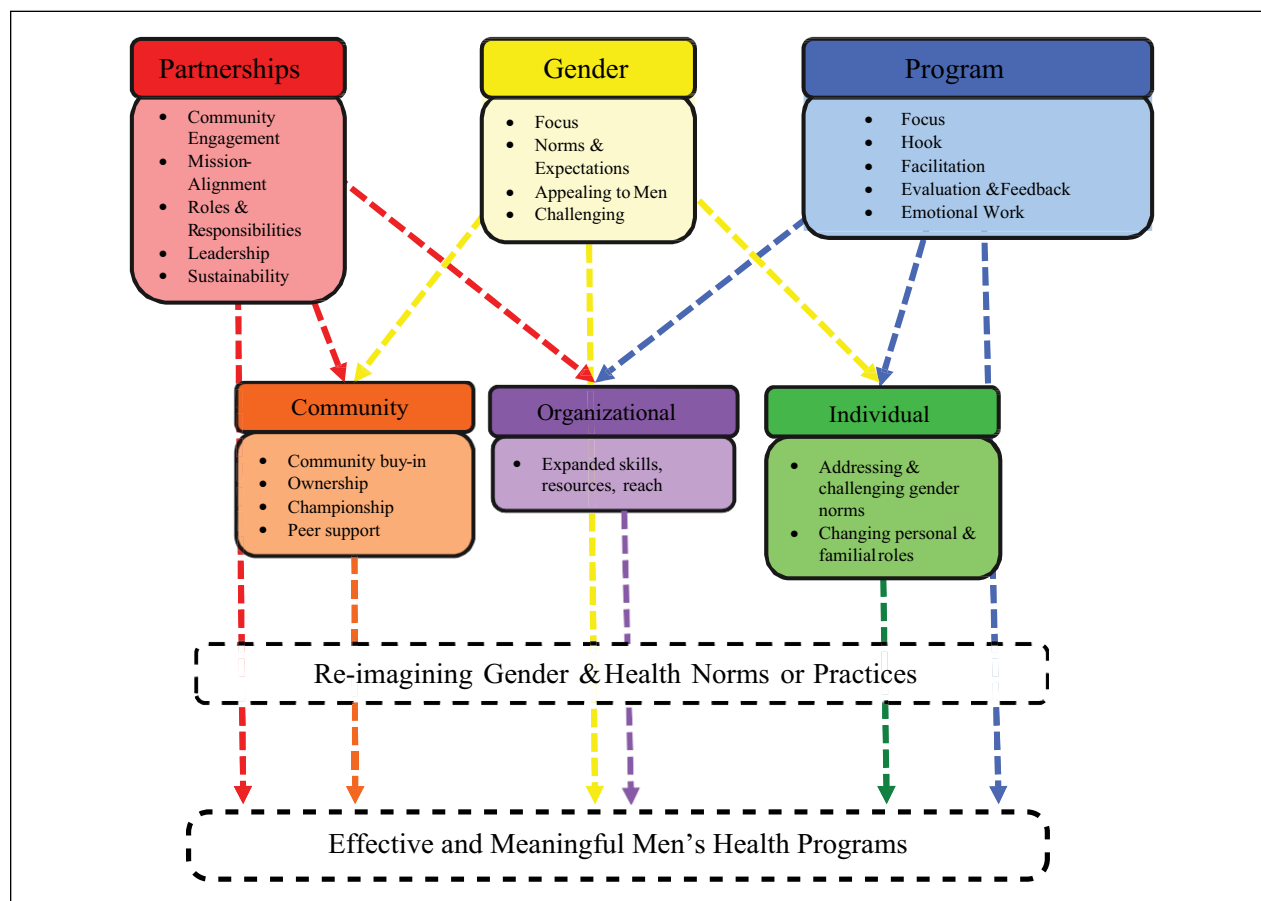 Partnerships
• Community
Engagement
• Mission-
Alignment
• Roles &
Responsibilities
• Leadership
• Sustainability
Gender
• Focus
• Norms &
Expectations
• Appealing to Men
• Challenging
Program
• Focus
• Hook
• Facilitation
• Evaluation &Feedback
• Emotional Work
Community
• Community buy-in
• Ownership
• Championship
• Peer support
Organizational
• Expanded skills,
resources, reach
Individual
• Addressing &
challenging gender
norms
• Changing personal &
familial roles
Re-imagining Gender & Health Norms or Practices
Effective and Meaningful Men’s Health Programs